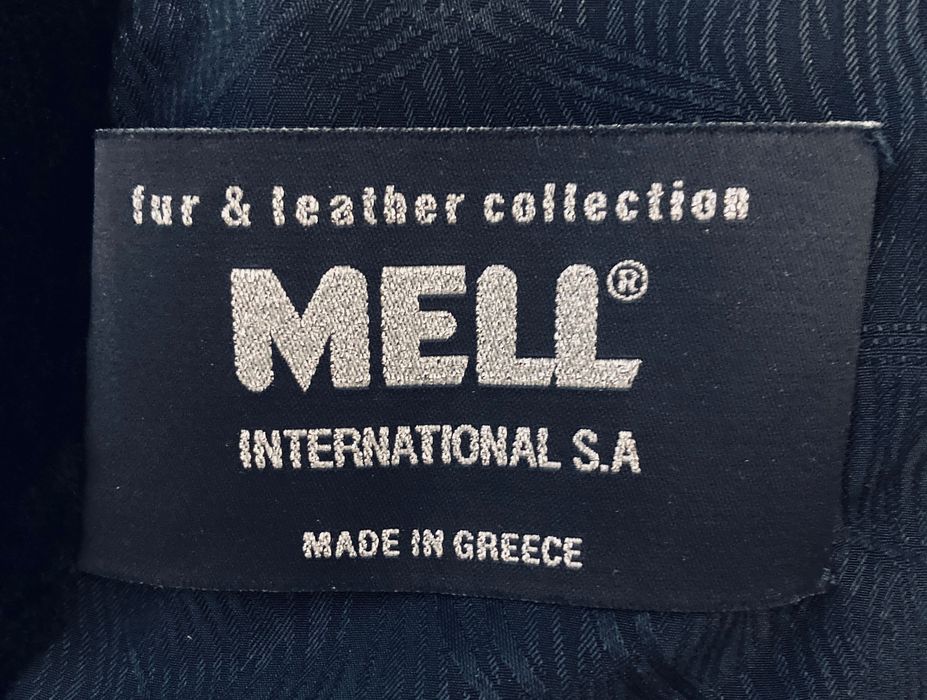 fur & leather collection
MELL®
INTERNATIONAL S.A
MADE IN GREECE